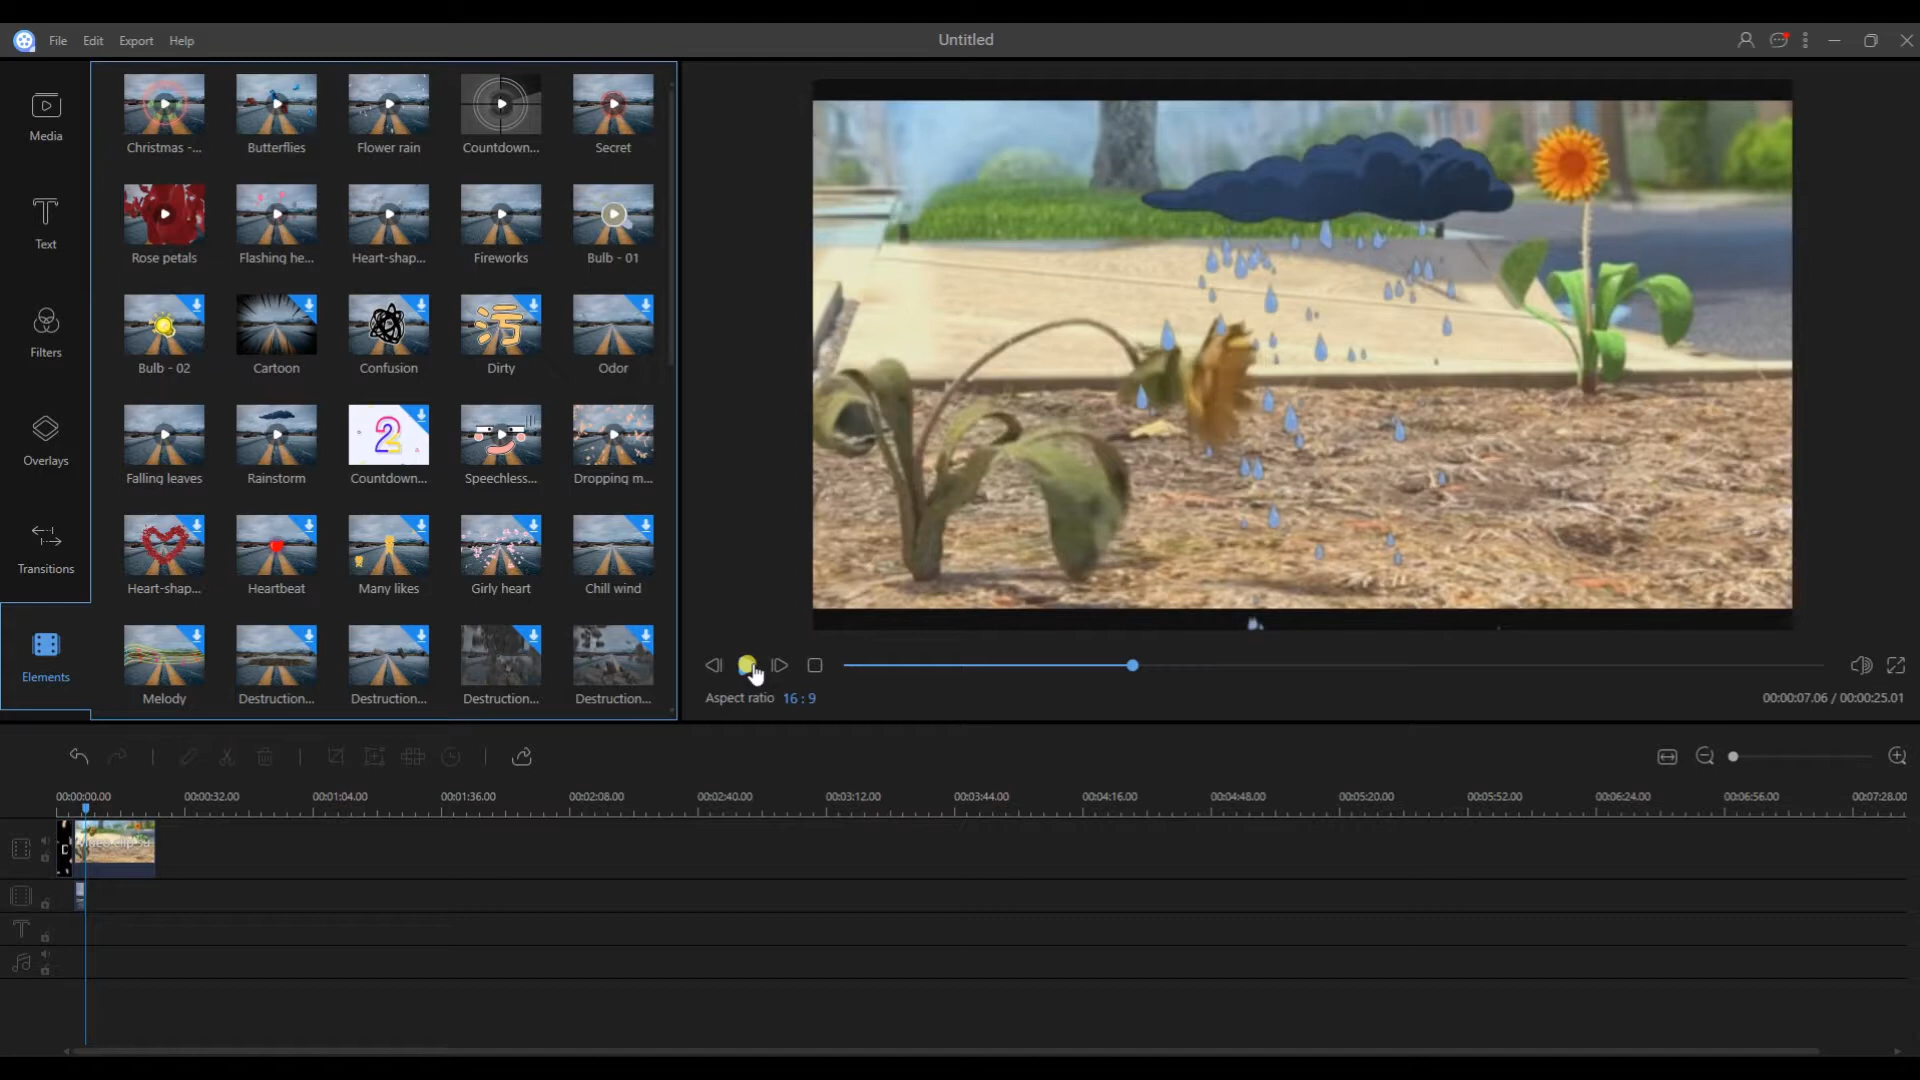 File Edit Export Help
Untitled
Media
Text
Filters
Overlays
Transitions
Elements
Christmas -...
Butterflies
Flower rain
Countdown...
Secret
Rose petals
Flashing he...
Heart-shap...
Fireworks
Bulb - 01
污
Bulb - 02
Cartoon
Confusion
Dirty
Odor
2
Falling leaves
Rainstorm
Countdown...
Speechless...
Dropping m...
Heart-shap...
Heartbeat
Many likes
Girly heart
Chill wind
Melody
Destruction...
Destruction...
Destruction...
Destruction...
Aspect ratio 16 : 9
00:00:07.06 / 00:00:25.01
00:00:00.00 00:00:32.00 00:01:04.00 00:01:36.00 00:02:08.00 00:02:40.00 00:03:12.00 00:03:44.00 00:04:16.00 00:04:48.00 00:05:20.00 00:05:52.00 00:06:24.00 00:06:56.00 00:07:28.00